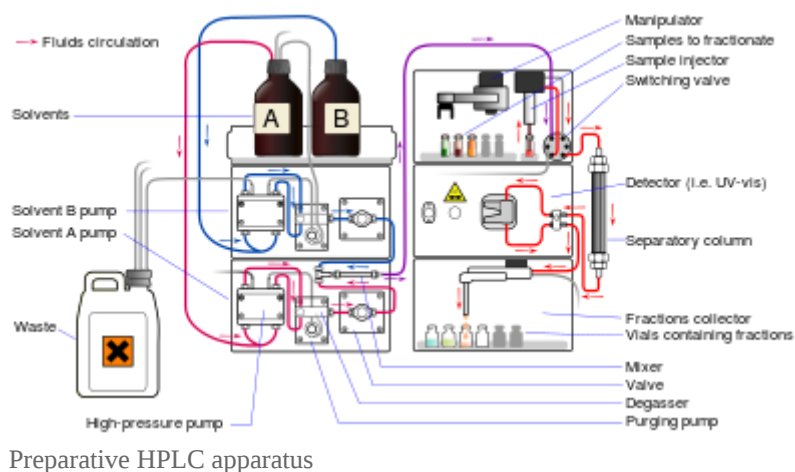 Fluids circulation
Solvents
A
B
Solvent B pump
Solvent A pump
Waste
High-pressure pump
Manipulator
Samples to fractionate
Sample injector
Switching valve
Detector (i.e. UV-vis)
Separatory column
Fractions collector
Vials containing fractions
Mixer
Valve
Degasser
Purging pump
Preparative HPLC apparatus